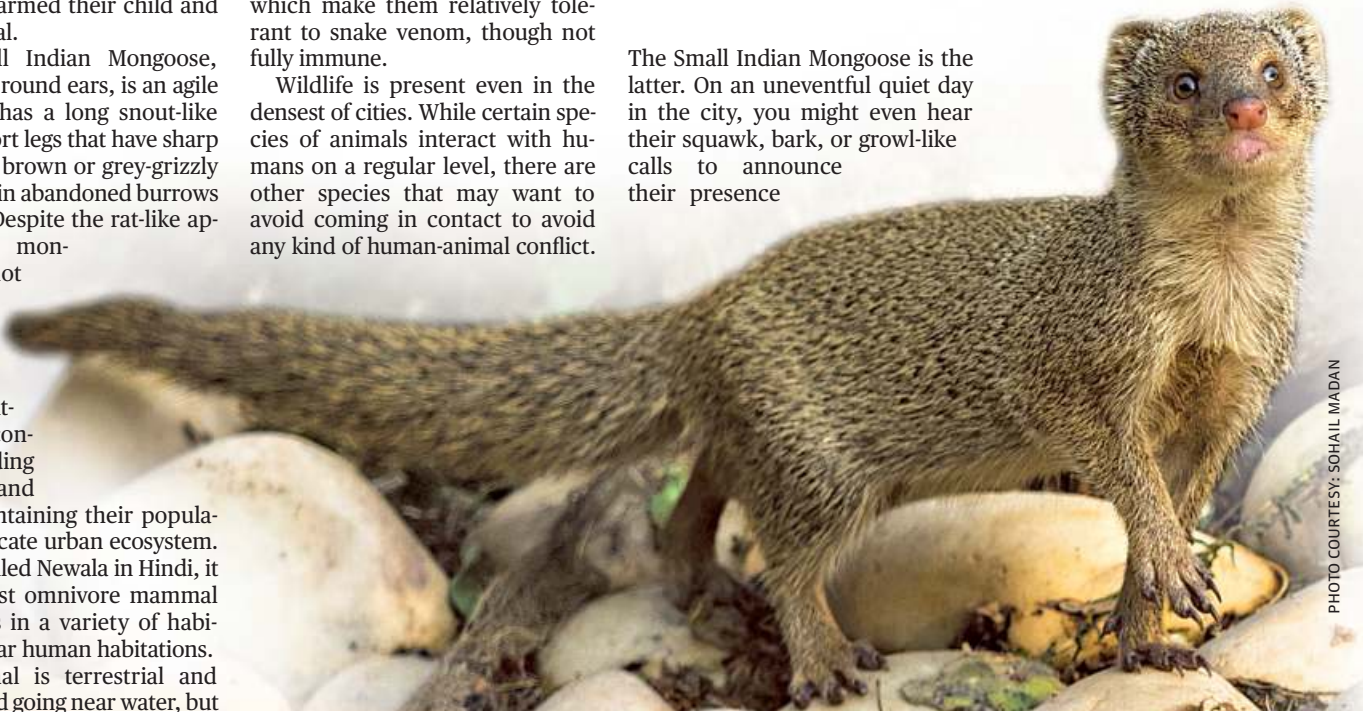 armed their child and
al.
ll Indian Mongoose,
round ears, is an agile
has a long snout-like
rt legs that have sharp
brown or grey-grizzly
in abandoned burrows
Despite the rat-like ap-
mon-
ot
t-
con-
ling
and
ntaining their popula-
cate urban ecosystem.
led Newala in Hindi, it
st omnivore mammal
s in a variety of habi-
ar human habitations.
al is terrestrial and
d going near water, but
which make them relatively tole-
rant to snake venom, though not
fully immune.
Wildlife is present even in the
densest of cities. While certain spe-
cies of animals interact with hu-
mans on a regular level, there are
other species that may want to
avoid coming in contact to avoid
any kind of human-animal conflict.
The Small Indian Mongoose is the
latter. On an uneventful quiet day
in the city, you might even hear
their squawk, bark, or growl-like
calls to announce
their presence
PHOTO COURTESY: SOHAIL MADAN